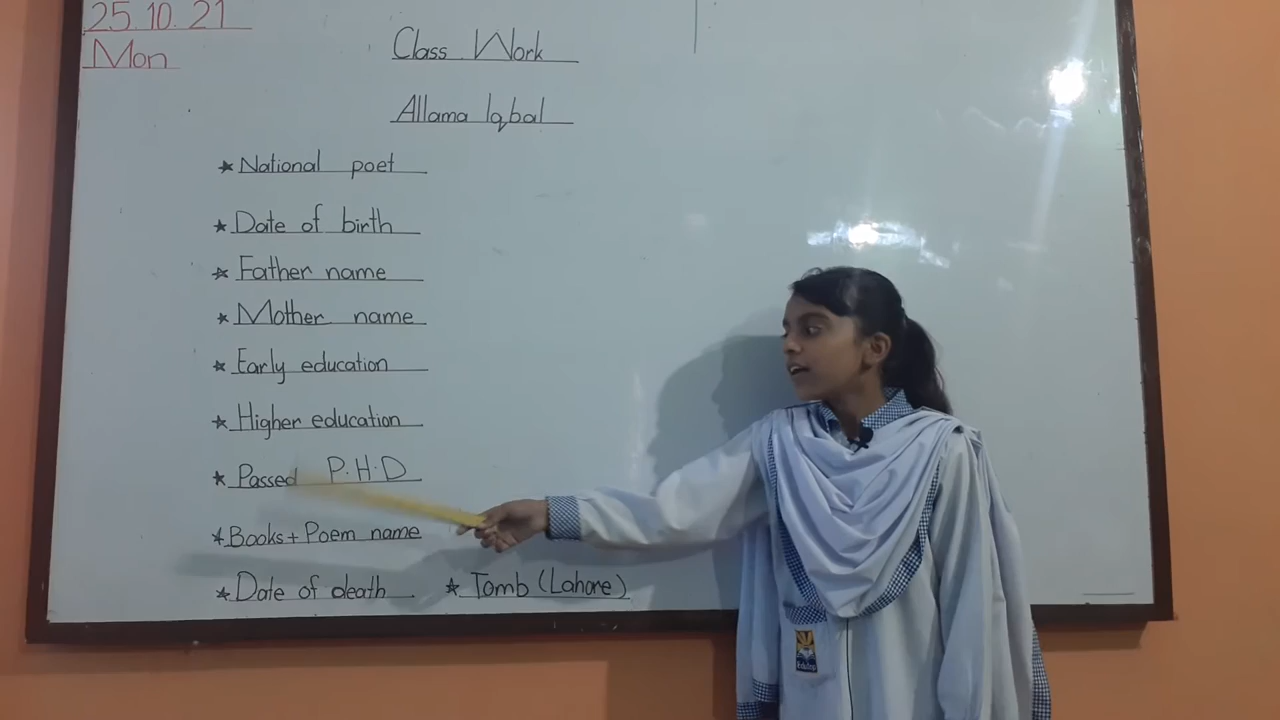 25.10.21
Mon
Class Work
Allama Iqbal
★ National poet
★ Date of birth
★ Father name
★ Mother name
★ Early education
★ Higher education
★ Passed P.H.D
★ Books + Poem name
★ Date of death ★ Tomb (Lahore)